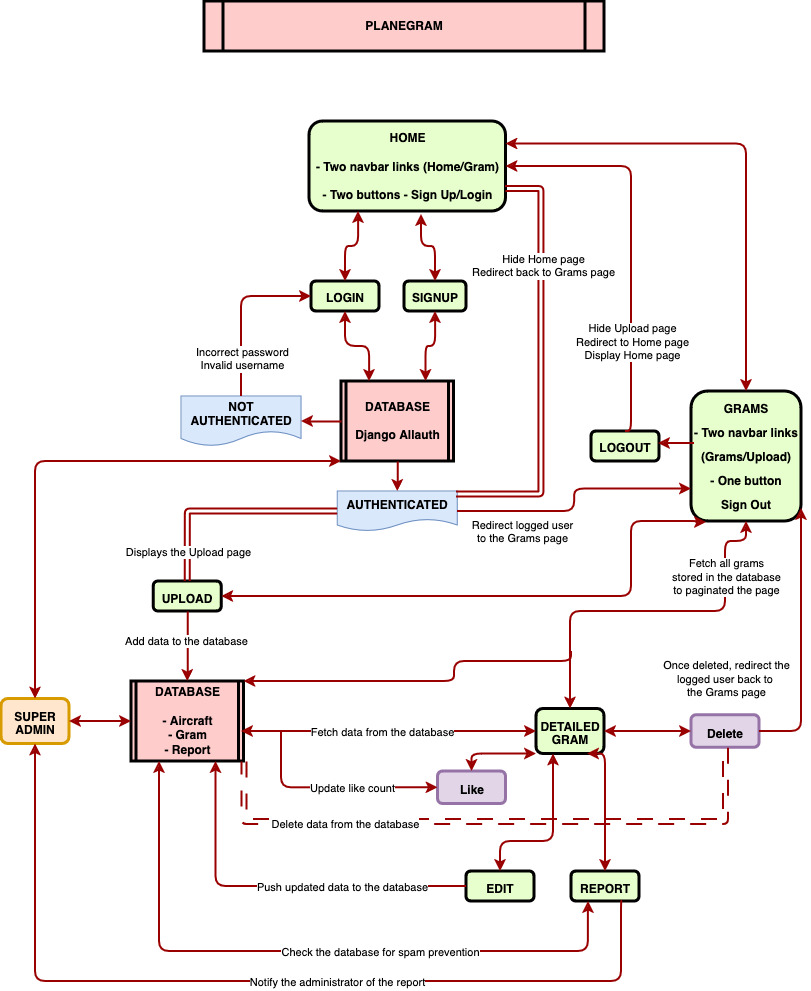 PLANEGRAM
HOME
- Two navbar links (Home/Gram)
- Two buttons - Sign Up/Login
Hide Home page
Redirect back to Grams page
LOGIN
SIGNUP
Hide Upload page
Redirect to Home page
Display Home page
Incorrect password
Invalid username
NOT
AUTHENTICATED
DATABASE
Django Allauth
GRAMS
- Two navbar links
(Grams/Upload)
- One button
Sign Out
LOGOUT
AUTHENTICATED
Redirect logged user
to the Grams page
Displays the Upload page
Fetch all grams
stored in the database
to paginated the page
UPLOAD
Add data to the database
Once deleted, redirect the
logged user back to
the Grams page
DATABASE
- Aircraft
- Gram
- Report
SUPER
ADMIN
Fetch data from the database
DETAILED
GRAM
Delete
Update like count
Like
Delete data from the database
Push updated data to the database
EDIT
REPORT
Check the database for spam prevention
Notify the administrator of the report